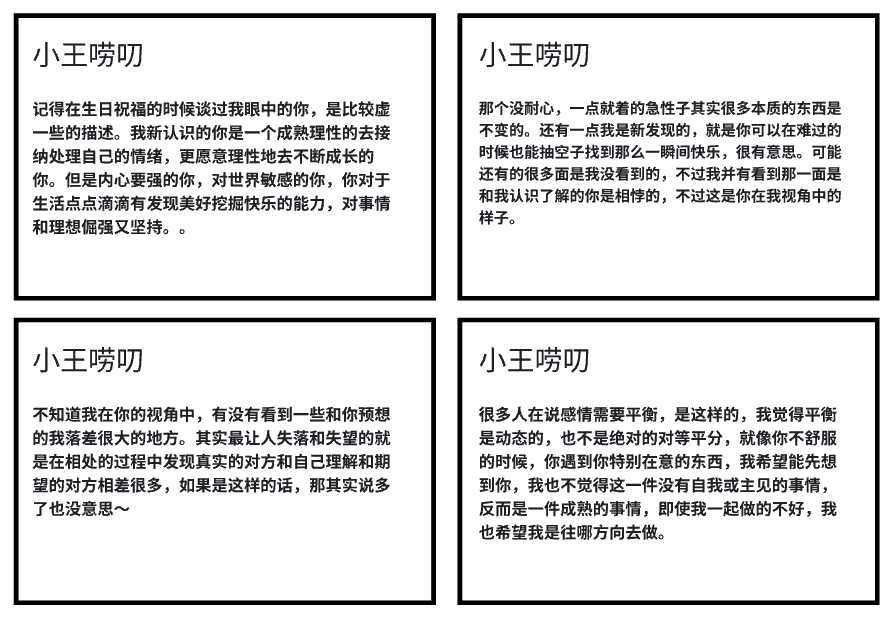 小王唠叨
记得在生日祝福的时候谈过我眼中的你，是比较虚
一些的描述。我新认识的你是一个成熟理性的去接
纳处理自己的情绪，更愿意理性地去不断成长的
你。但是内心要强的你，对世界敏感的你，你对于
生活点点滴滴有发现美好挖掘快乐的能力，对事情
和理想倔强又坚持。。
小王唠叨
那个没耐心，一点就着的急性子其实很多本质的东西是
不变的。还有一点我是新发现的，就是你可以在难过的
时候也能抽空子找到那么一瞬间快乐，很有意思。可能
还有的很多面是我没看到的，不过我并有看到那一面是
和我认识了解的你是相悖的，不过这是你在我视角中的
样子。
小王唠叨
不知道我在你的视角中，有没有看到一些和你预想
的我落差很大的地方。其实最让人失落和失望的就
是在相处的过程中发现真实的对方和自己理解和期
望的对方相差很多，如果是这样的话，那其实说多
了也没意思～
小王唠叨
很多人在说感情需要平衡，是这样的，我觉得平衡
是动态的，也不是绝对的对等平分，就像你不舒服
的时候，你遇到你特别在意的东西，我希望能先想
到你，我也不觉得这一件没有自我或主见的事情，
反而是一件成熟的事情，即使我一起做的不好，我
也希望我是往哪方向去做。